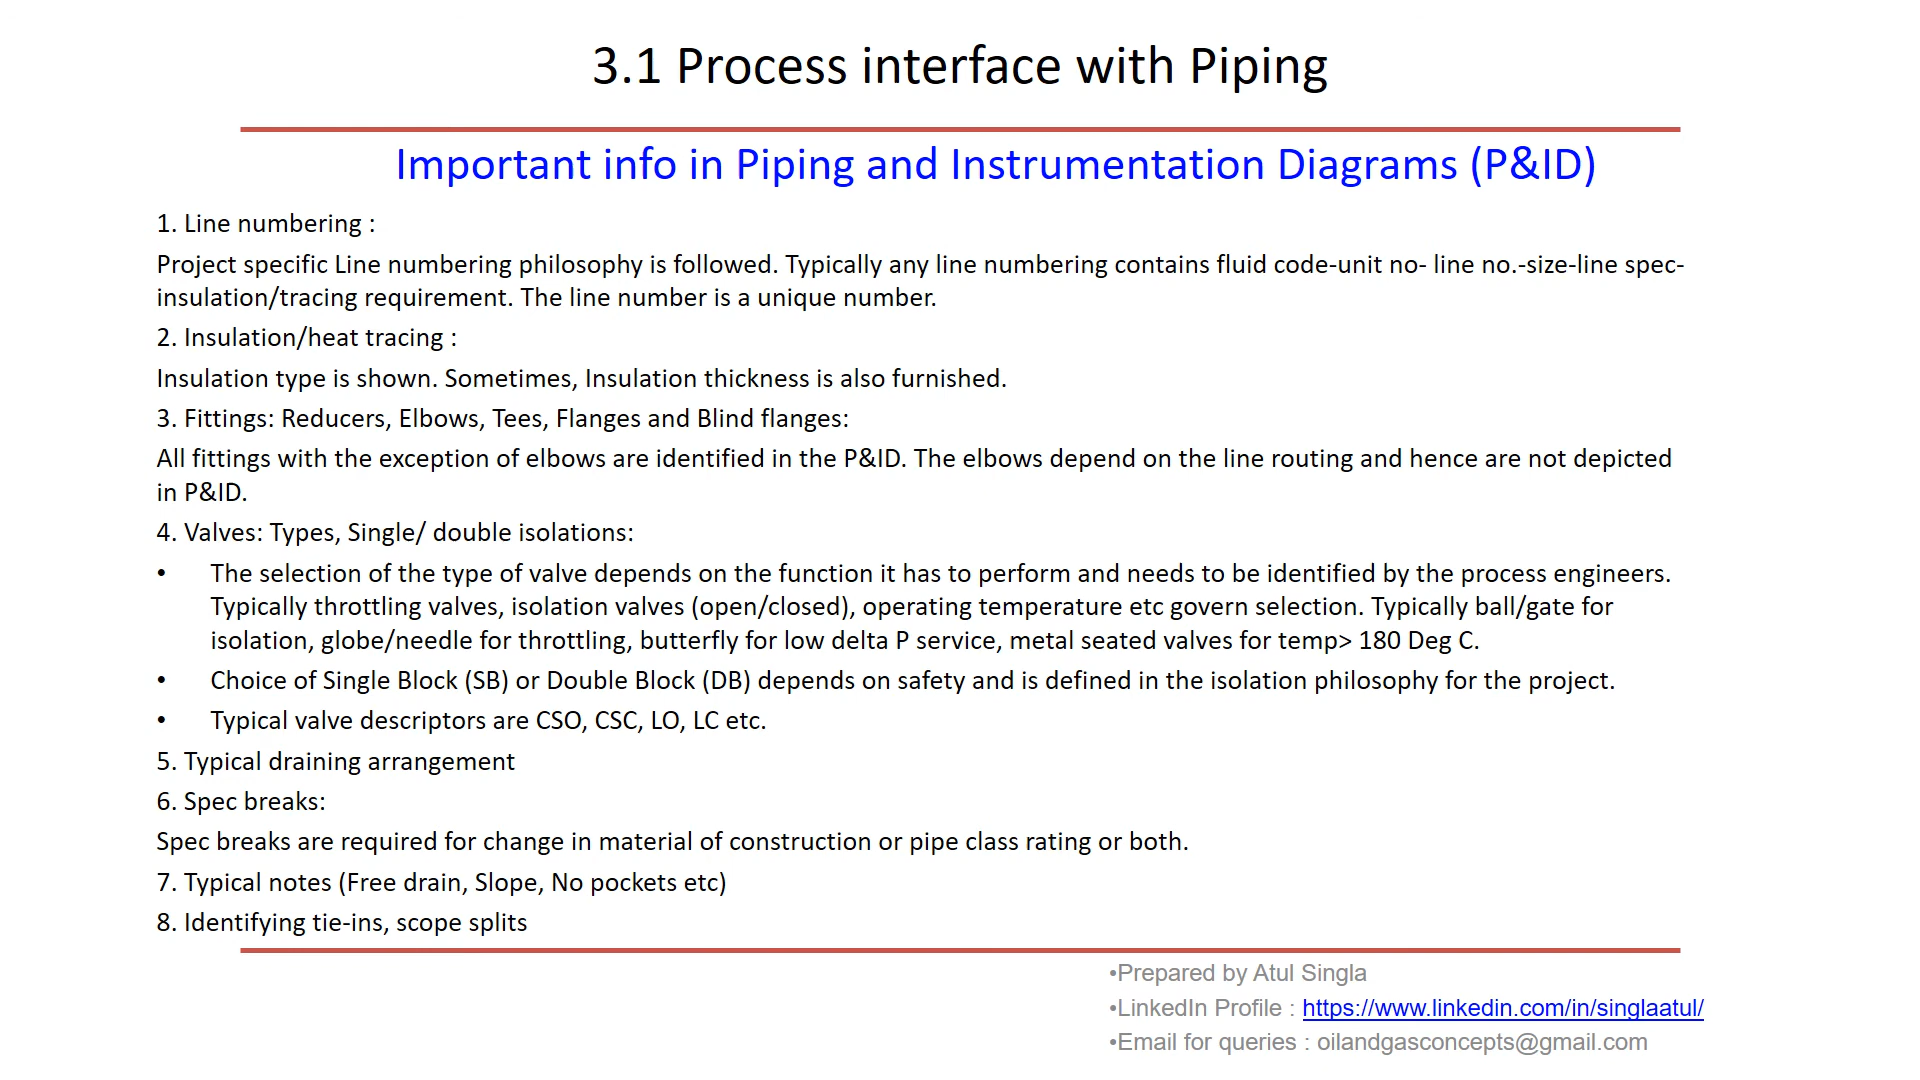 3.1 Process interface with Piping
Important info in Piping and Instrumentation Diagrams (P&ID)
1. Line numbering :
Project specific Line numbering philosophy is followed. Typically any line numbering contains fluid code-unit no- line no.-size-line spec-
insulation/tracing requirement. The line number is a unique number.
2. Insulation/heat tracing :
Insulation type is shown. Sometimes, Insulation thickness is also furnished.
3. Fittings: Reducers, Elbows, Tees, Flanges and Blind flanges:
All fittings with the exception of elbows are identified in the P&ID. The elbows depend on the line routing and hence are not depicted
in P&ID.
4. Valves: Types, Single/ double isolations:
• The selection of the type of valve depends on the function it has to perform and needs to be identified by the process engineers.
Typically throttling valves, isolation valves (open/closed), operating temperature etc govern selection. Typically ball/gate for
isolation, globe/needle for throttling, butterfly for low delta P service, metal seated valves for temp> 180 Deg C.
• Choice of Single Block (SB) or Double Block (DB) depends on safety and is defined in the isolation philosophy for the project.
• Typical valve descriptors are CSO, CSC, LO, LC etc.
5. Typical draining arrangement
6. Spec breaks:
Spec breaks are required for change in material of construction or pipe class rating or both.
7. Typical notes (Free drain, Slope, No pockets etc)
8. Identifying tie-ins, scope splits
•Prepared by Atul Singla
•LinkedIn Profile : https://www.linkedin.com/in/singlaatul/
•Email for queries : oilandgasconcepts@gmail.com